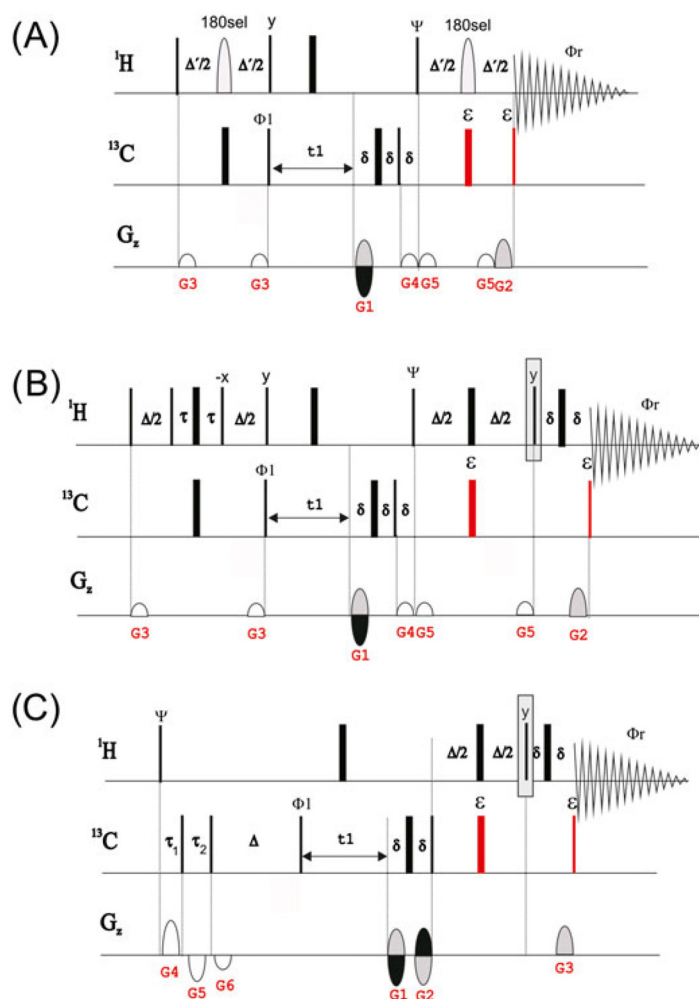 (A)
180sel y Ψ 180sel
¹H Δ′/2 Δ′/2 Δ′/2 Δ′/2 Φr
¹³C Φ1 t1 δ δ δ ε ε
Gz
G3 G3 G1 G4 G5 G5 G2
(B)
-x y Ψ y
¹H Δ/2 τ τ Δ/2 Δ/2 Δ/2 δ δ Φr
¹³C Φ1 t1 δ δ δ ε ε
Gz
G3 G3 G1 G4 G5 G5 G2
(C)
Ψ y
¹H Δ/2 Δ/2 δ δ Φr
¹³C τ₁ τ₂ Δ Φ1 t1 δ δ ε ε
Gz
G4 G5 G6 G1 G2 G3